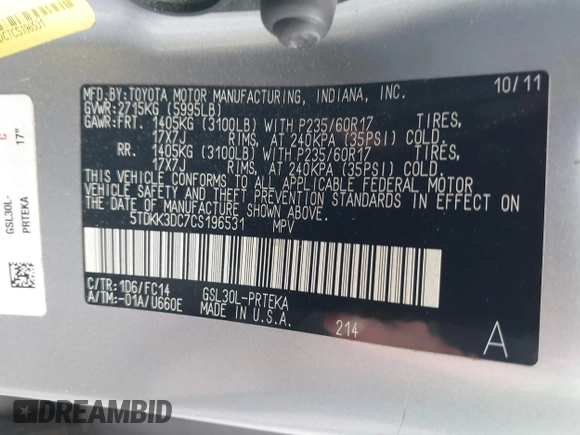 DC7CS196531
C
17"
GSL30L-
PRTEKA
MFD. BY: TOYOTA MOTOR MANUFACTURING, INDIANA, INC. 10/11
GVWR: 2715KG (5995LB)
GAWR: FRT. 1405KG (3100LB) WITH P235/60R17 TIRES,
17X7J RIMS, AT 240KPA (35PSI) COLD.
RR. 1405KG (3100LB) WITH P235/60R17 TIRES,
17X7J RIMS, AT 240KPA (35PSI) COLD.
THIS VEHICLE CONFORMS TO ALL APPLICABLE FEDERAL MOTOR
VEHICLE SAFETY AND THEFT PREVENTION STANDARDS IN EFFECT ON
THE DATE OF MANUFACTURE SHOWN ABOVE.
5TDKK3DC7CS196531 MPV
C/TR: 1D6/FC14 GSL30L-PRTEKA
A/TM: -01A/U660E MADE IN U.S.A.
214
A
DREAMBID